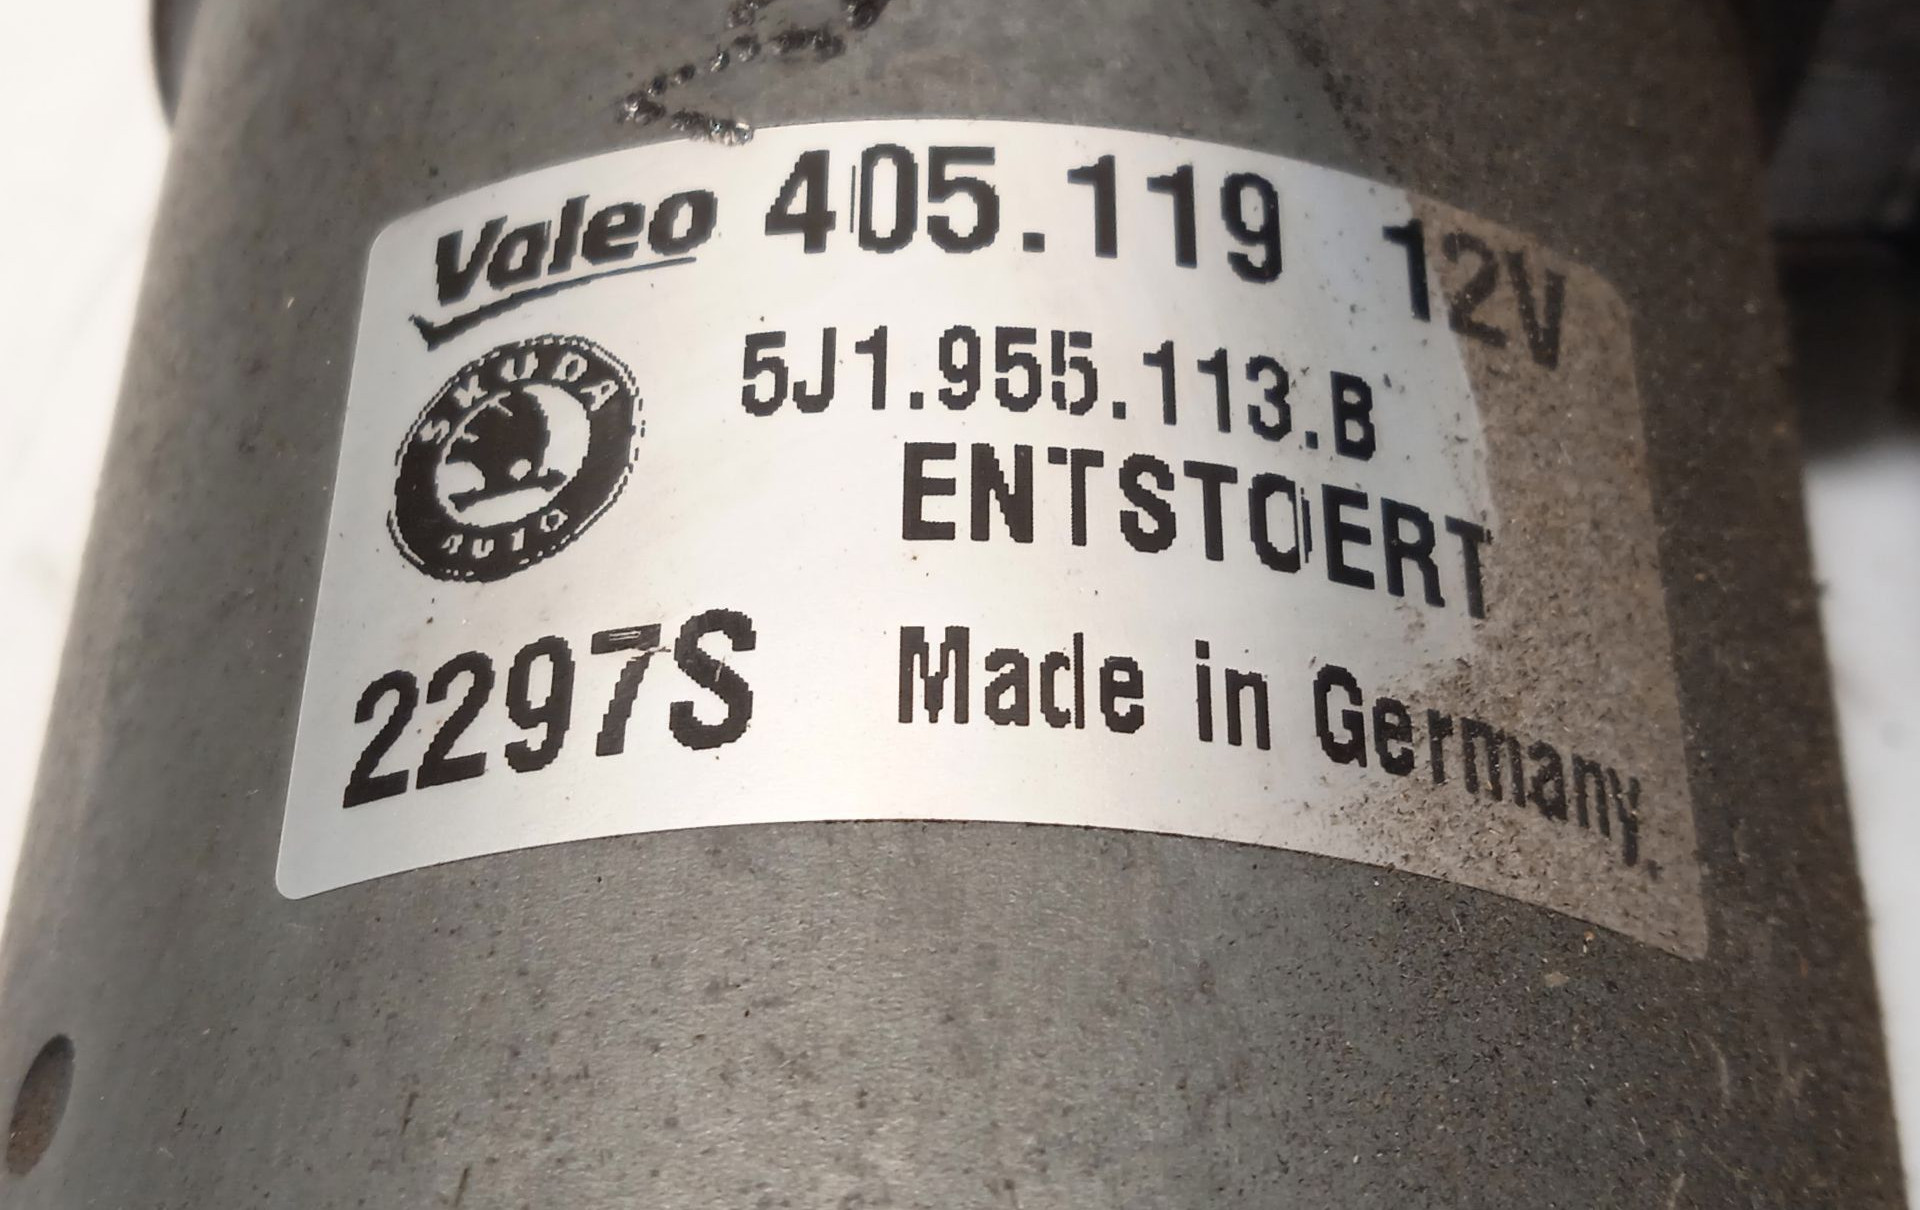 Valeo 405.119 12V
SKODA AUTO
5J1.955.113.B
ENTSTOERT
2297S Made in Germany.